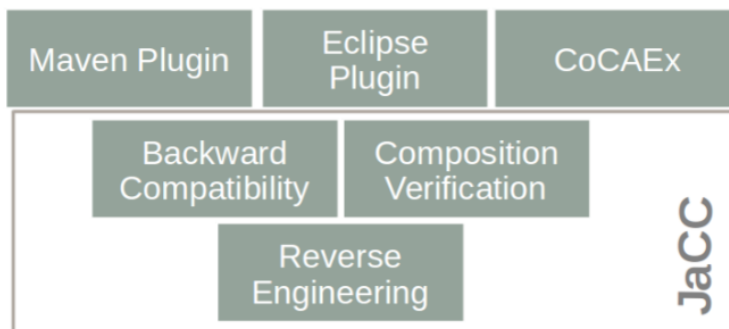 Maven Plugin
Eclipse
Plugin
CoCAEx
Backward
Compatibility
Composition
Verification
Reverse
Engineering
JaCC